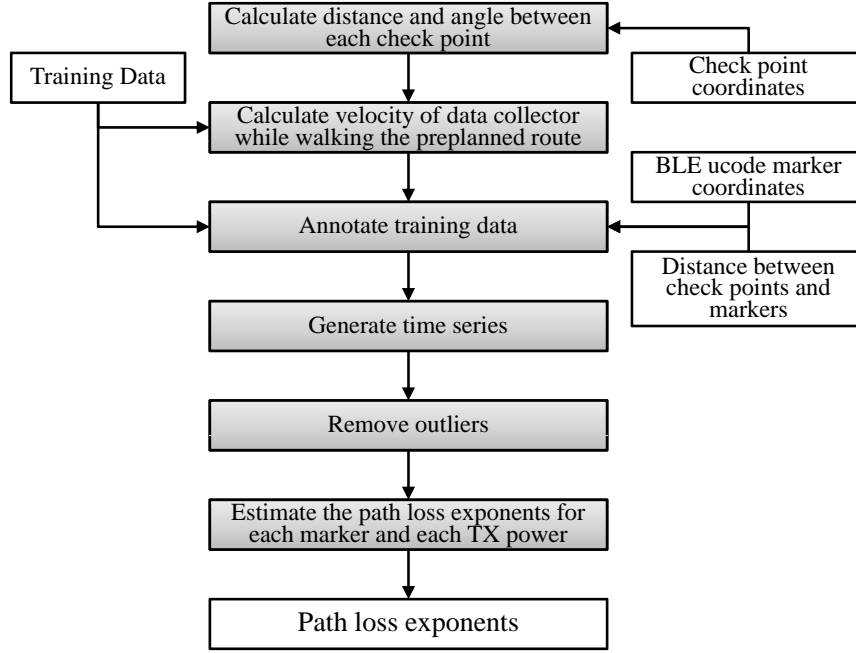 Calculate distance and angle between
each check point
Training Data
Check point
coordinates
Calculate velocity of data collector
while walking the preplanned route
BLE ucode marker
coordinates
Annotate training data
Distance between
check points and
markers
Generate time series
Remove outliers
Estimate the path loss exponents for
each marker and each TX power
Path loss exponents